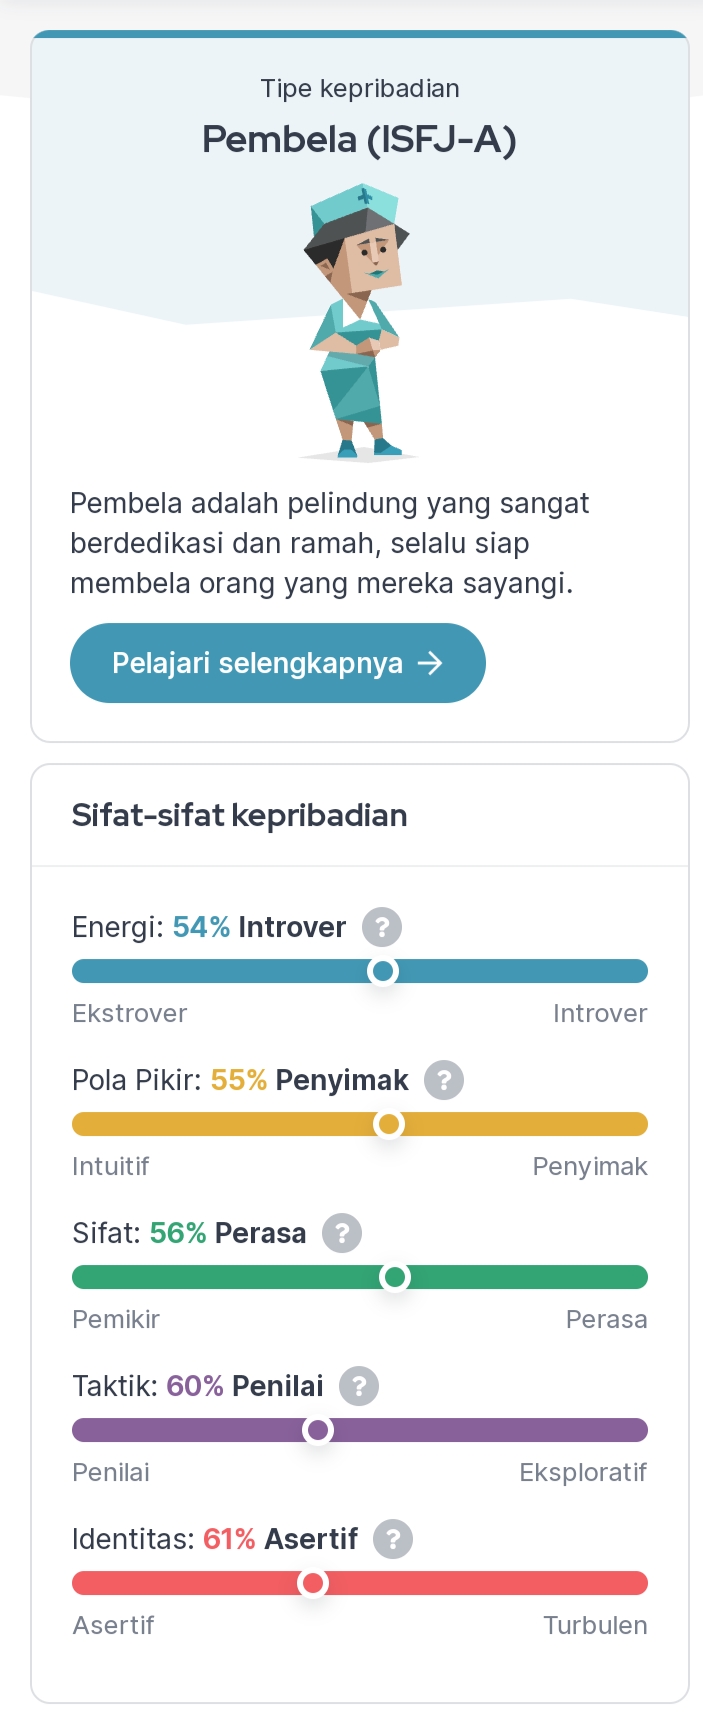 Tipe kepribadian
Pembela (ISFJ-A)
Pembela adalah pelindung yang sangat
berdedikasi dan ramah, selalu siap
membela orang yang mereka sayangi.
Pelajari selengkapnya →
Sifat-sifat kepribadian
Energi: 54% Introver ?
Ekstrover Introver
Pola Pikir: 55% Penyimak ?
Intuitif Penyimak
Sifat: 56% Perasa ?
Pemikir Perasa
Taktik: 60% Penilai ?
Penilai Eksploratif
Identitas: 61% Asertif ?
Asertif Turbulen